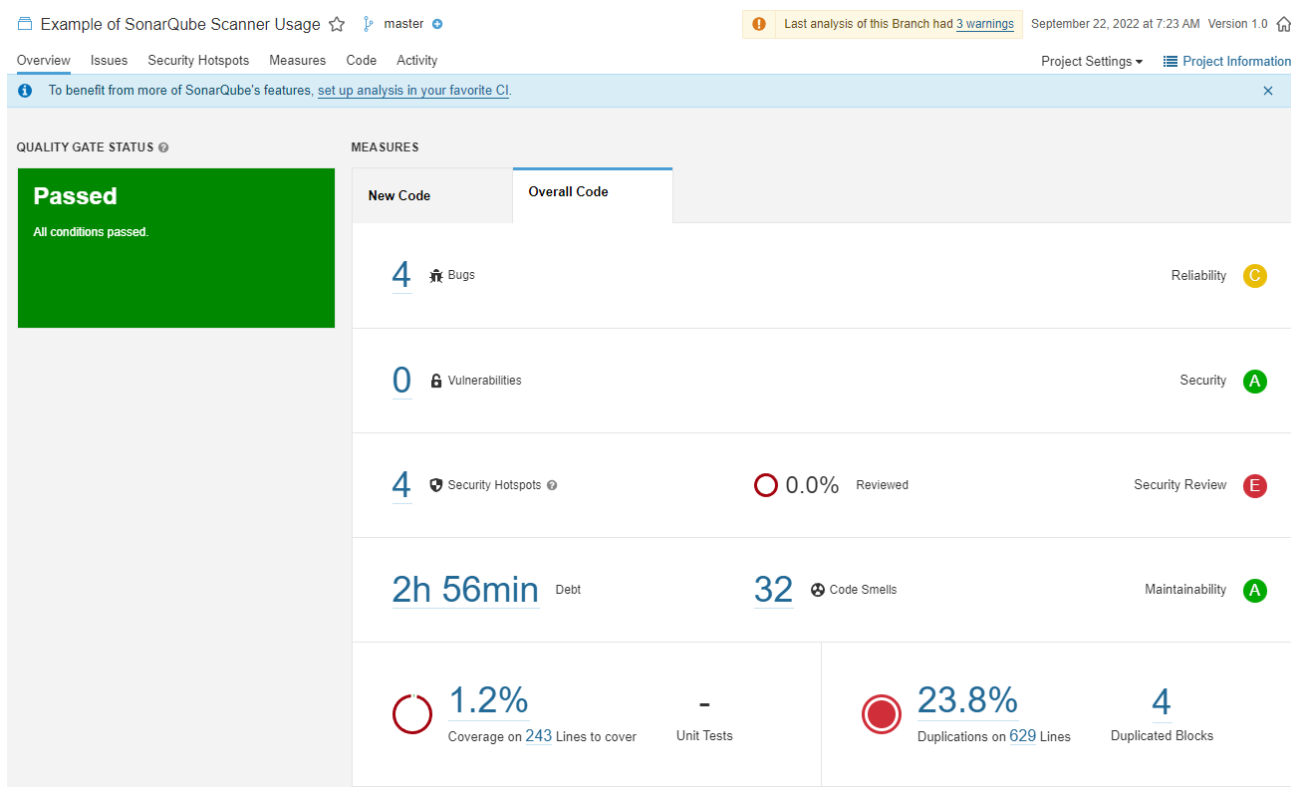 Example of SonarQube Scanner Usage master Last analysis of this Branch had 3 warnings September 22, 2022 at 7:23 AM Version 1.0
Overview Issues Security Hotspots Measures Code Activity Project Settings Project Information
To benefit from more of SonarQube's features, set up analysis in your favorite CI.
QUALITY GATE STATUS MEASURES
Passed
All conditions passed.
New Code Overall Code
4 Bugs Reliability C
0 Vulnerabilities Security A
4 Security Hotspots 0.0% Reviewed Security Review E
2h 56min Debt 32 Code Smells Maintainability A
1.2% - 23.8% 4
Coverage on 243 Lines to cover Unit Tests Duplications on 629 Lines Duplicated Blocks